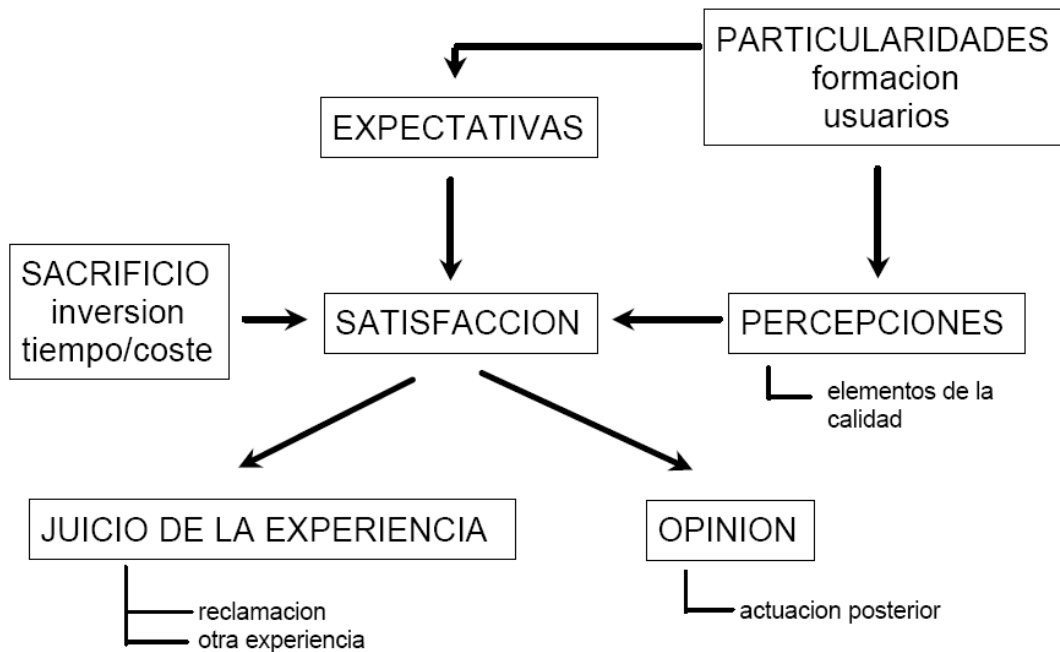 PARTICULARIDADES
formacion
usuarios
EXPECTATIVAS
SACRIFICIO
inversion
tiempo/coste
SATISFACCION
PERCEPCIONES
elementos de la
calidad
JUICIO DE LA EXPERIENCIA
OPINION
reclamacion
otra experiencia
actuacion posterior